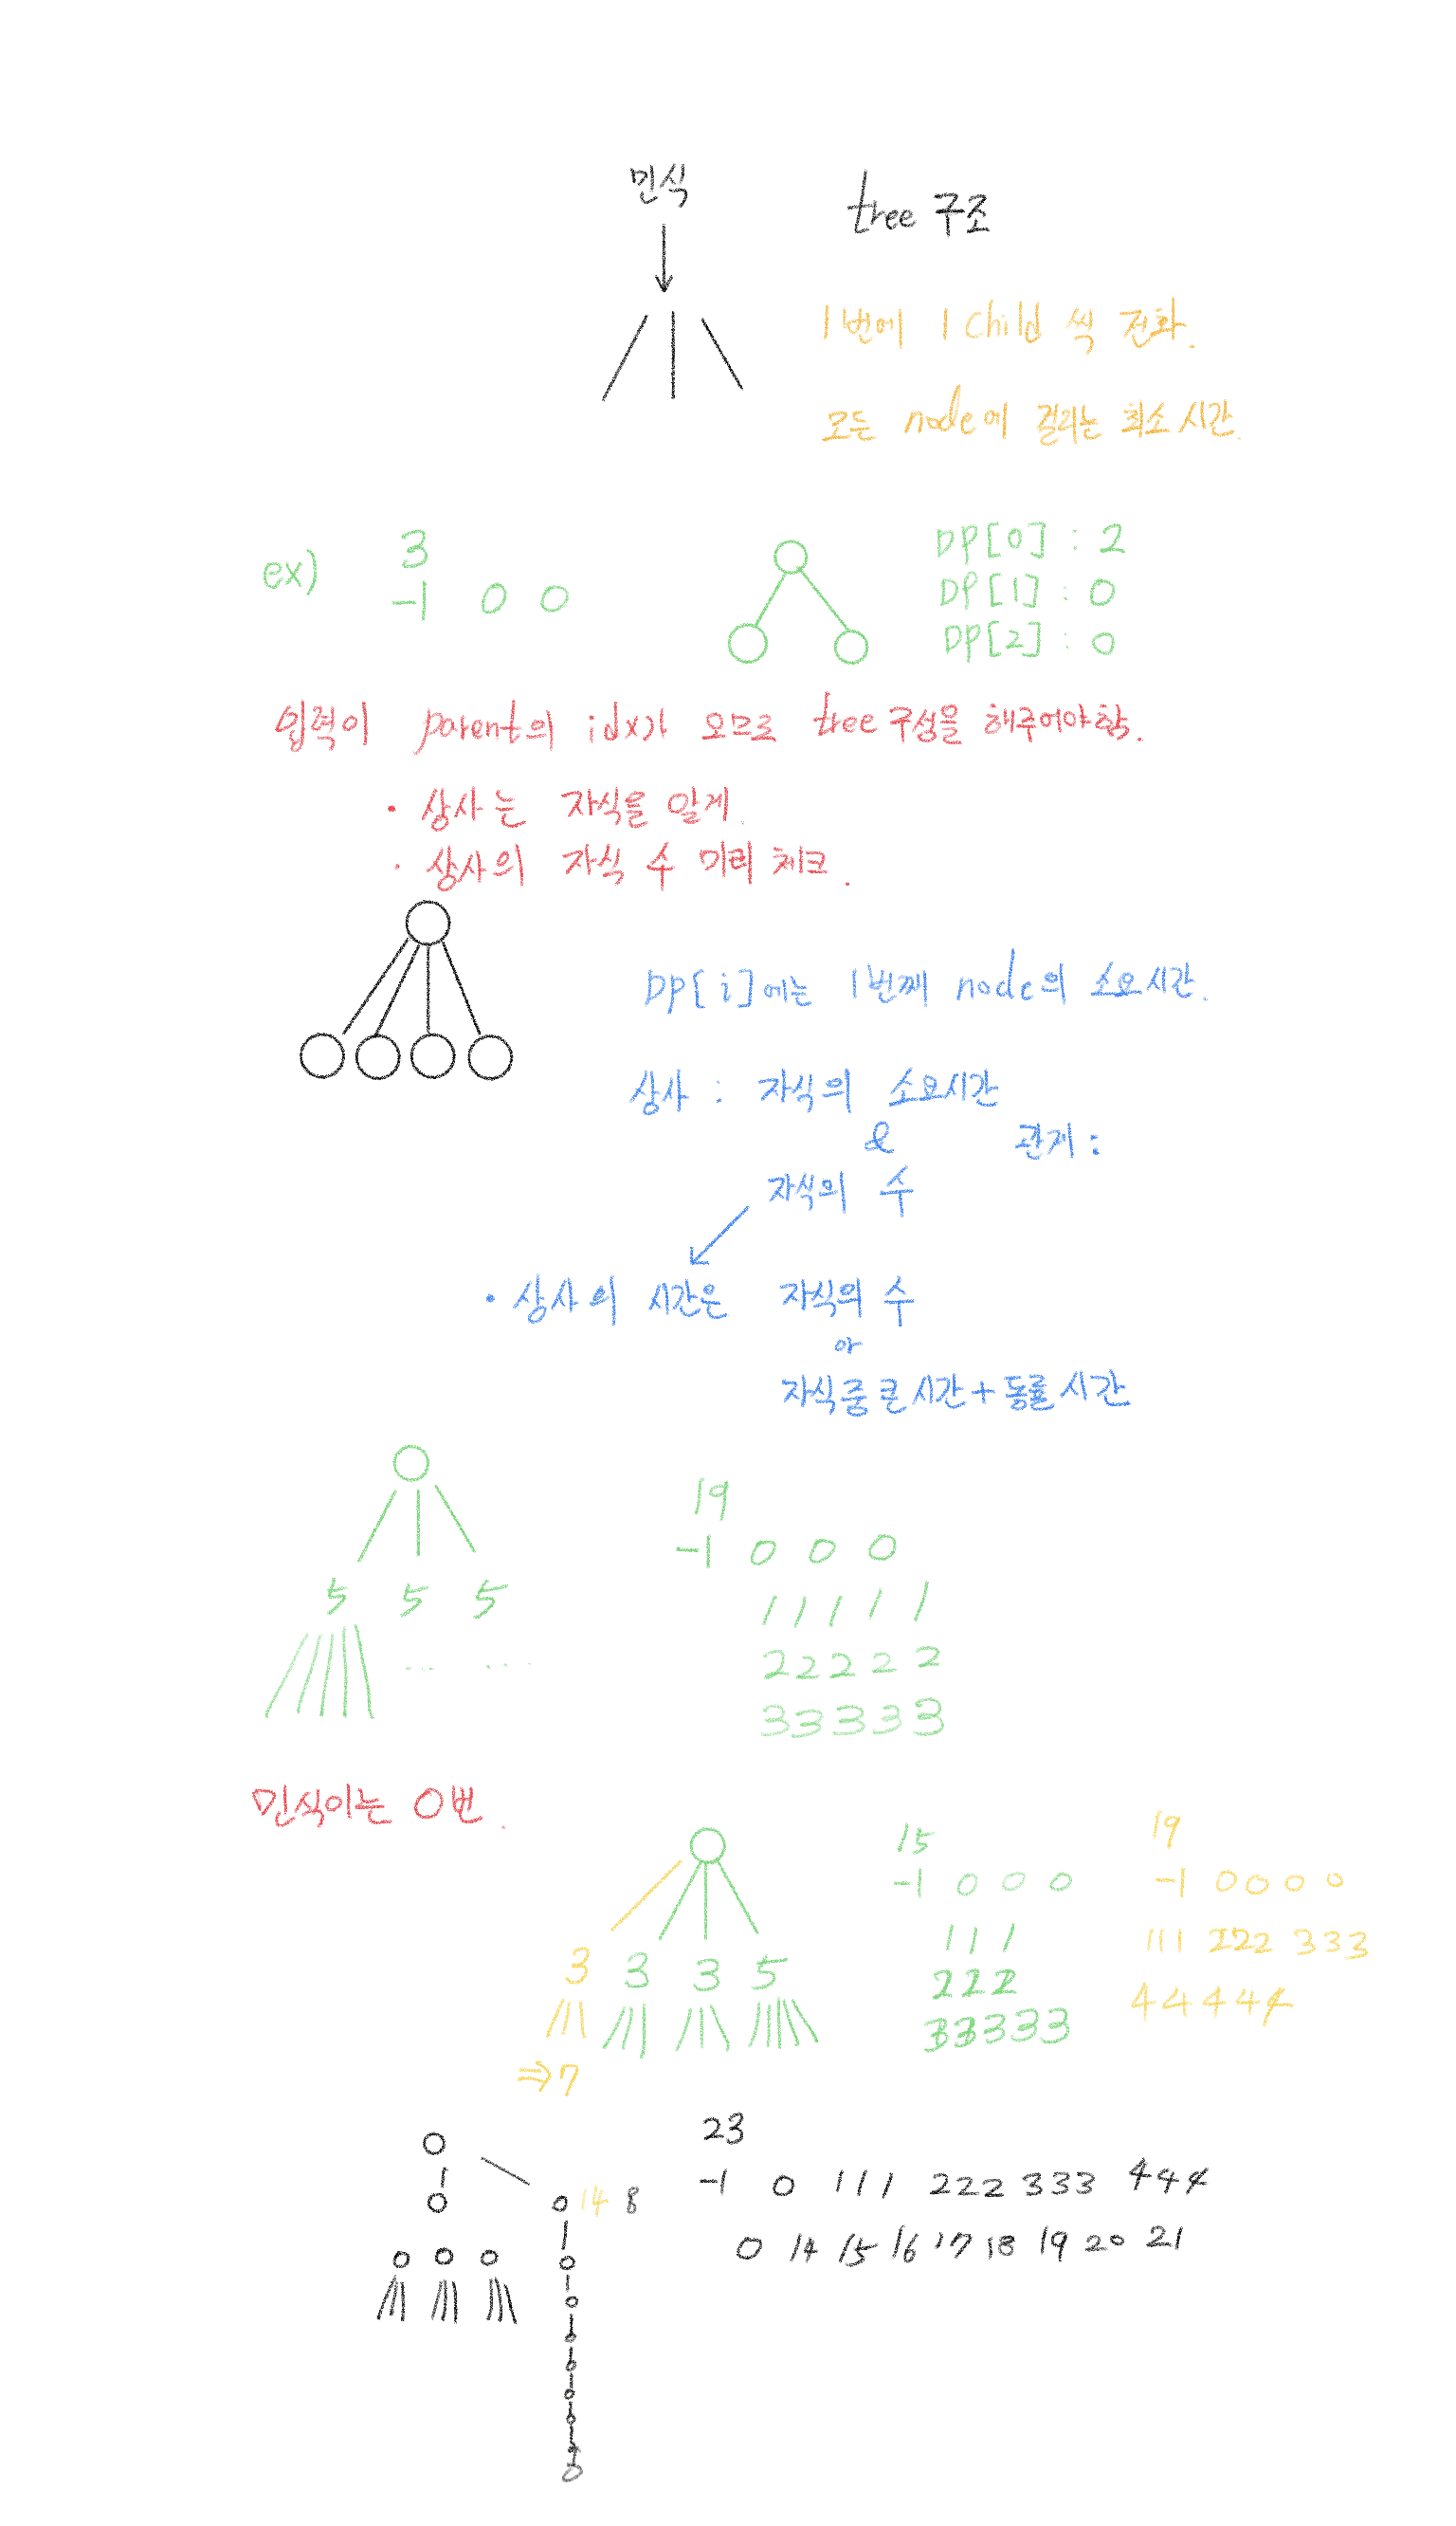 민식
tree 구조
1번에 1 child 씩 전화.
모든 node에 걸리는 최소 시간.
ex) 3
-1 0 0
DP[0] : 2
DP[1] : 0
DP[2] : 0
입력이 parent의 idx가 오므로 tree 구성을 해주어야함.
· 상사는 자식을 알게.
· 상사의 자식 수 미리 체크.
DP[i]에는 1번째 node의 소요시간.
상사 : 자식의 소요시간
& 관계:
자식의 수
· 상사의 시간은 자식의 수
or
자식중 큰 시간 + 동률 시간
19
-1 0 0 0
5 5 5
1 1 1 1 1
2 2 2 2 2
3 3 3 3 3
민식이는 0번.
15
-1 0 0 0
1 1 1
2 2 2
3 3 3 3 3
19
-1 0 0 0 0
1 1 1 2 2 2 3 3 3
4 4 4 4 4
3 3 3 5
⇒ 7
23
-1 0 1 1 1 2 2 2 3 3 3 4 4 4
0 14 15 16 17 18 19 20 21
14 8